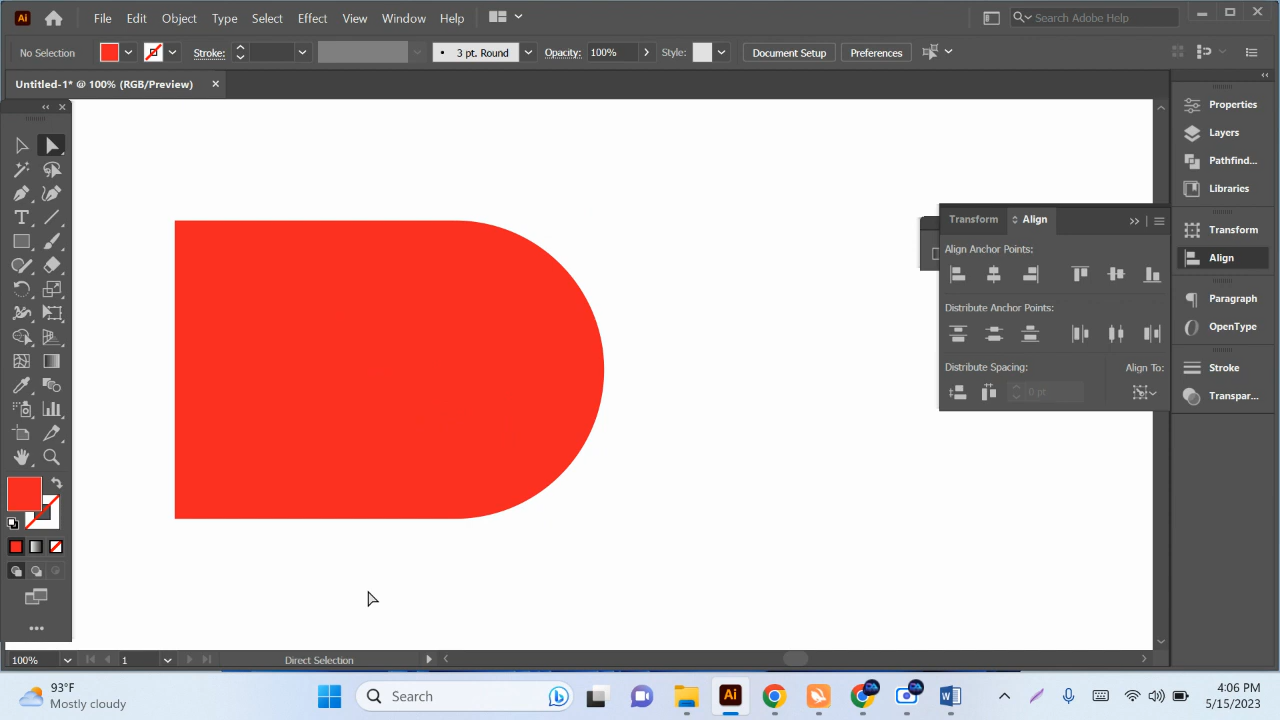 Ai File Edit Object Type Select Effect View Window Help Search Adobe Help
No Selection Stroke: 3 pt. Round Opacity: 100% Style: Document Setup Preferences
Untitled-1* @ 100% (RGB/Preview) ×
Properties
Layers
Pathfind...
Libraries
Transform
Align
Paragraph
OpenType
Stroke
Transpar...
Transform Align
Align Anchor Points:
Distribute Anchor Points:
Distribute Spacing: Align To:
0 pt
100% 1 Direct Selection
93°F
Mostly cloudy
Search
Ai
4:06 PM
5/15/2023